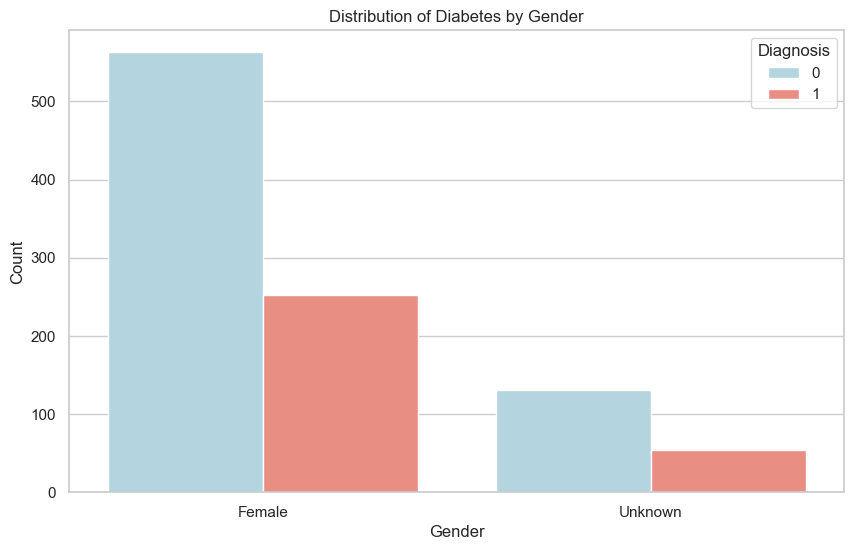 Distribution of Diabetes by Gender
Diagnosis
0
1
500
400
300
200
100
0
Count
Female Unknown
Gender